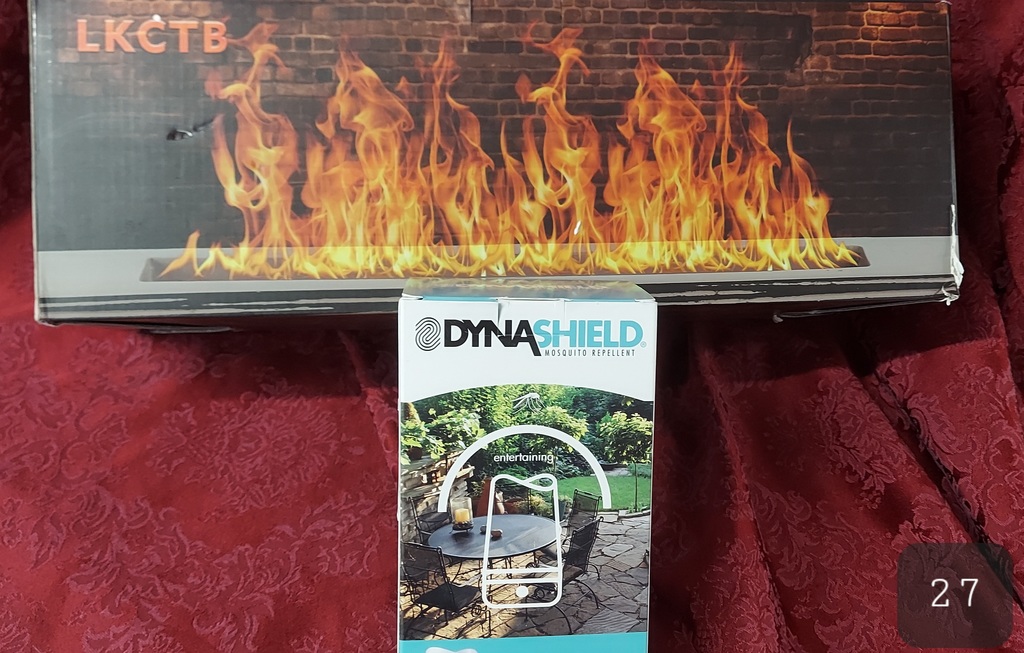 LKCTB
DYNASHIELD®
MOSQUITO REPELLENT
entertaining
27